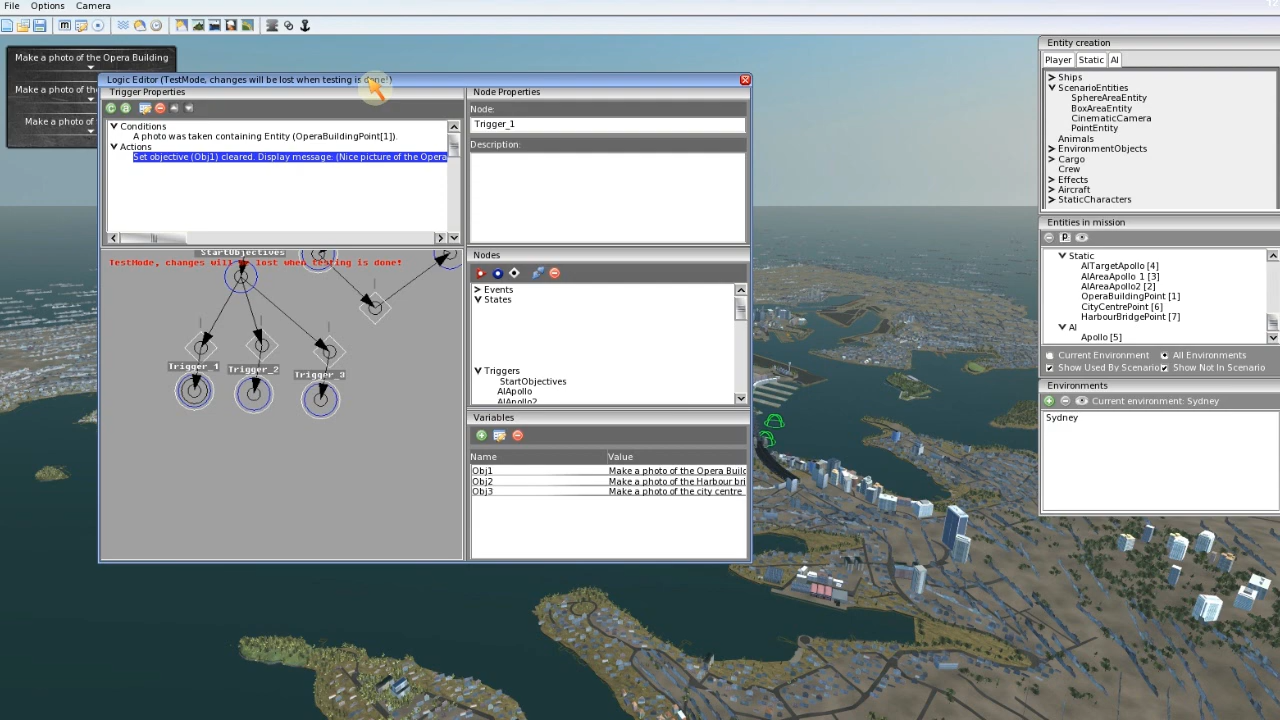 File Options Camera
Make a photo of the Opera Building
Make a photo of the
Make a photo of
Logic Editor (TestMode, changes will be lost when testing is done!)
Trigger Properties
Conditions
A photo was taken containing Entity (OperaBuildingPoint[1]).
Actions
Set objective (Obj1) cleared. Display message: (Nice picture of the Opera
StartObjectives
TestMode, changes will be lost when testing is done!
Trigger_1
Trigger_2
Trigger_3
Node Properties
Node:
Trigger_1
Description:
Nodes
Events
States
Triggers
StartObjectives
AIApollo
AIApollo2
Variables
Name Value
Obj1 Make a photo of the Opera Build
Obj2 Make a photo of the Harbour bri
Obj3 Make a photo of the city centre
Entity creation
Player Static AI
Ships
ScenarioEntities
SphereAreaEntity
BoxAreaEntity
CinematicCamera
PointEntity
Animals
EnvironmentObjects
Cargo
Crew
Effects
Aircraft
StaticCharacters
Entities in mission
P
Static
AITargetApollo [4]
AIAreaApollo 1 [3]
AIAreaApollo2 [2]
OperaBuildingPoint [1]
CityCentrePoint [6]
HarbourBridgePoint [7]
AI
Apollo [5]
Current Environment All Environments
Show Used By Scenario Show Not In Scenario
Environments
Current environment: Sydney
Sydney